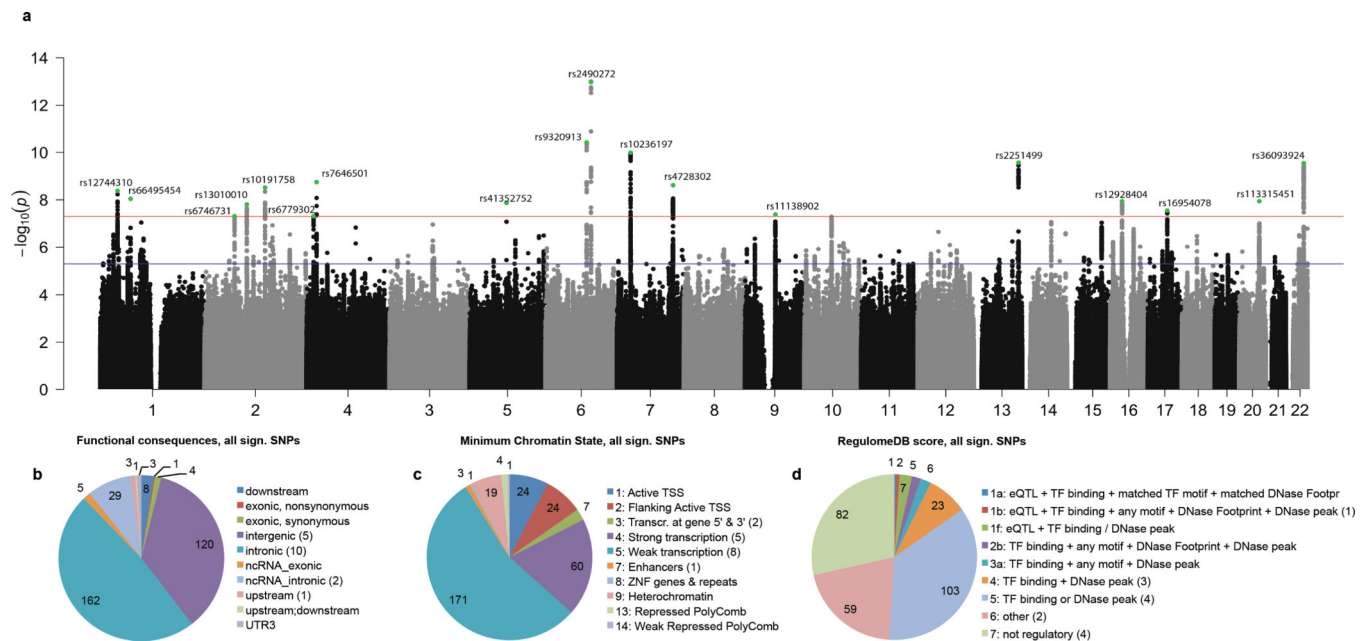 a
14
12
10
8
6
4
2
0
−log10(p)
rs2490272
rs9320913
rs10236197
rs2251499
rs36093924
rs12744310
rs66495454
rs13010010
rs10191758
rs7646501
rs6746731
rs6779302
rs41352752
rs4728302
rs11138902
rs12928404
rs16954078
rs113315451
1 2 4 3 5 6 7 8 9 10 11 12 13 14 15 16 17 18 19 20 21 22
Functional consequences, all sign. SNPs
b
3 1 3 1 4
5
29
8
120
162
downstream
exonic, nonsynonymous
exonic, synonymous
intergenic (5)
intronic (10)
ncRNA_exonic
ncRNA_intronic (2)
upstream (1)
upstream;downstream
UTR3
Minimum Chromatin State, all sign. SNPs
c
4 1
3 1
19
24
24
7
60
171
1: Active TSS
2: Flanking Active TSS
3: Transcr. at gene 5' & 3' (2)
4: Strong transcription (5)
5: Weak transcription (8)
7: Enhancers (1)
8: ZNF genes & repeats
9: Heterochromatin
13: Repressed PolyComb
14: Weak Repressed PolyComb
RegulomeDB score, all sign. SNPs
d
1 2
7
5
6
23
82
103
59
1a: eQTL + TF binding + matched TF motif + matched DNase Footpr
1b: eQTL + TF binding + any motif + DNase Footprint + DNase peak (1)
1f: eQTL + TF binding / DNase peak
2b: TF binding + any motif + DNase Footprint + DNase peak
3a: TF binding + any motif + DNase peak
4: TF binding + DNase peak (3)
5: TF binding or DNase peak (4)
6: other (2)
7: not regulatory (4)